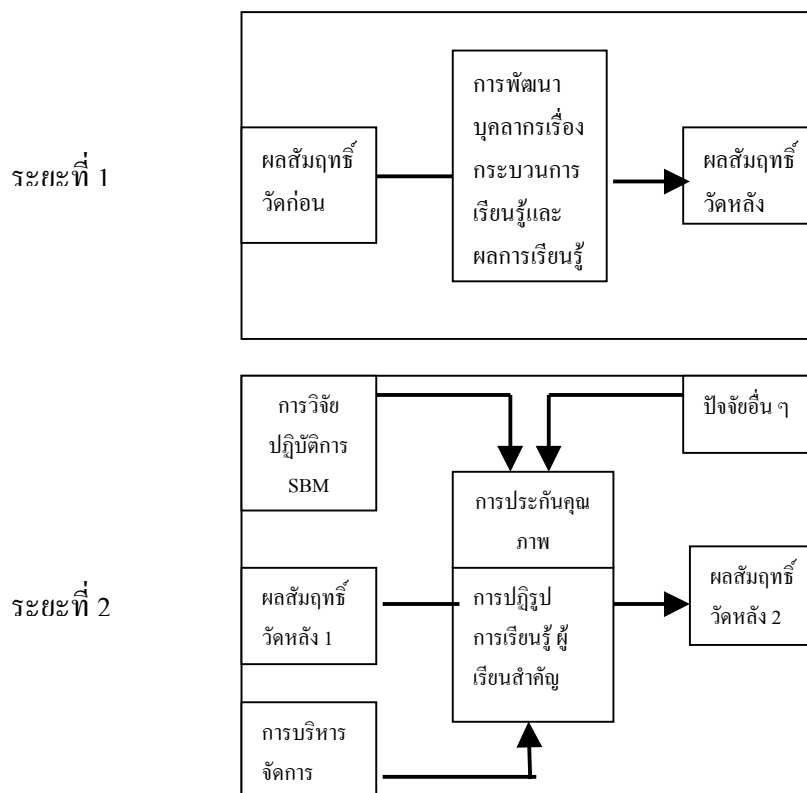 ระยะที่ 1
ผลสัมฤทธิ์
วัดก่อน
การพัฒนา
บุคลากรเรื่อง
กระบวนการ
เรียนรู้และ
ผลการเรียนรู้
ผลสัมฤทธิ์
วัดหลัง
ระยะที่ 2
การวิจัย
ปฏิบัติการ
SBM
ปัจจัยอื่น ๆ
การประกันคุณ
ภาพ
ผลสัมฤทธิ์
วัดหลัง 1
การปฏิรูป
การเรียนรู้ ผู้
เรียนสำคัญ
ผลสัมฤทธิ์
วัดหลัง 2
การบริหาร
จัดการ